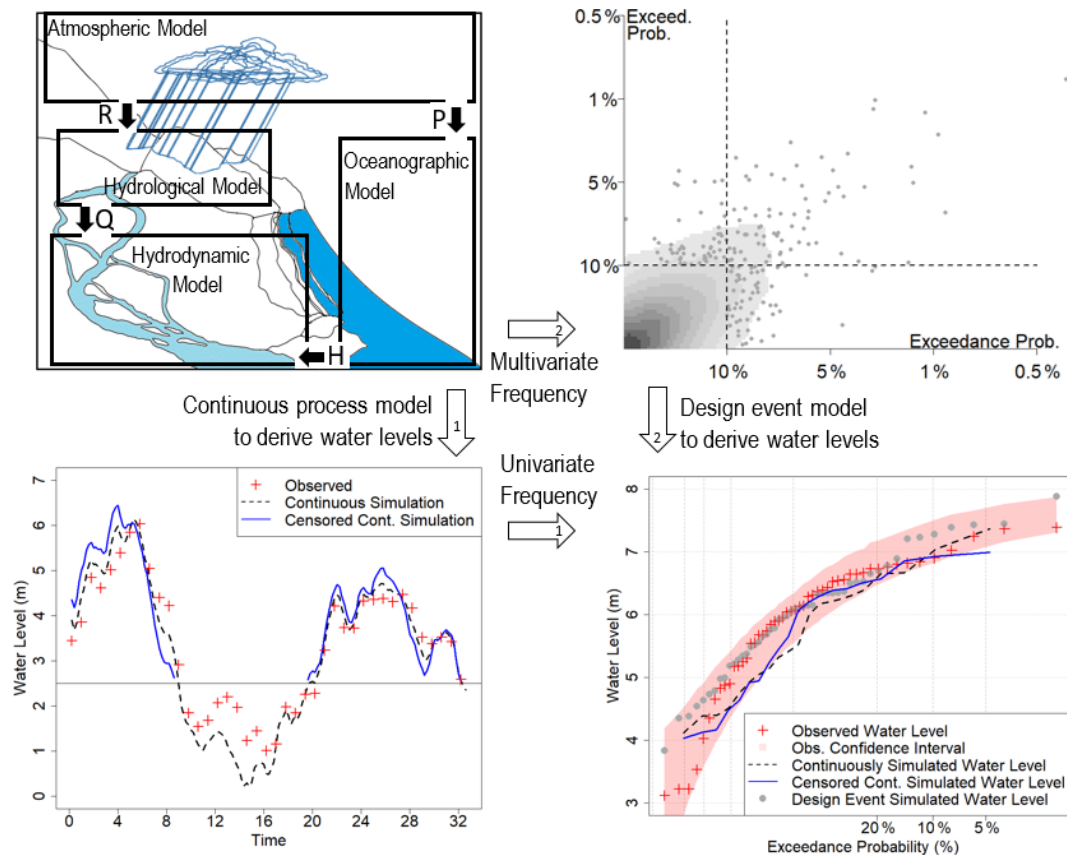 Atmospheric Model
R
P
Hydrological Model
Oceanographic
Model
Q
Hydrodynamic
Model
H
0.5%
Exceed.
Prob.
1%
5%
10%
Exceedance Prob.
10%
5%
1%
0.5%
2
Multivariate
Frequency
Continuous process model
to derive water levels
1
2
Design event model
to derive water levels
Univariate
Frequency
1
Water Level (m)
7
6
5
4
3
2
1
0
Observed
Continuous Simulation
Censored Cont. Simulation
0
4
8
12
16
20
24
28
32
Time
Water Level (m)
8
7
6
5
4
3
Observed Water Level
Obs. Confidence Interval
Continuously Simulated Water Level
Censored Cont. Simulated Water Level
Design Event Simulated Water Level
20 %
10 %
5 %
Exceedance Probability (%)